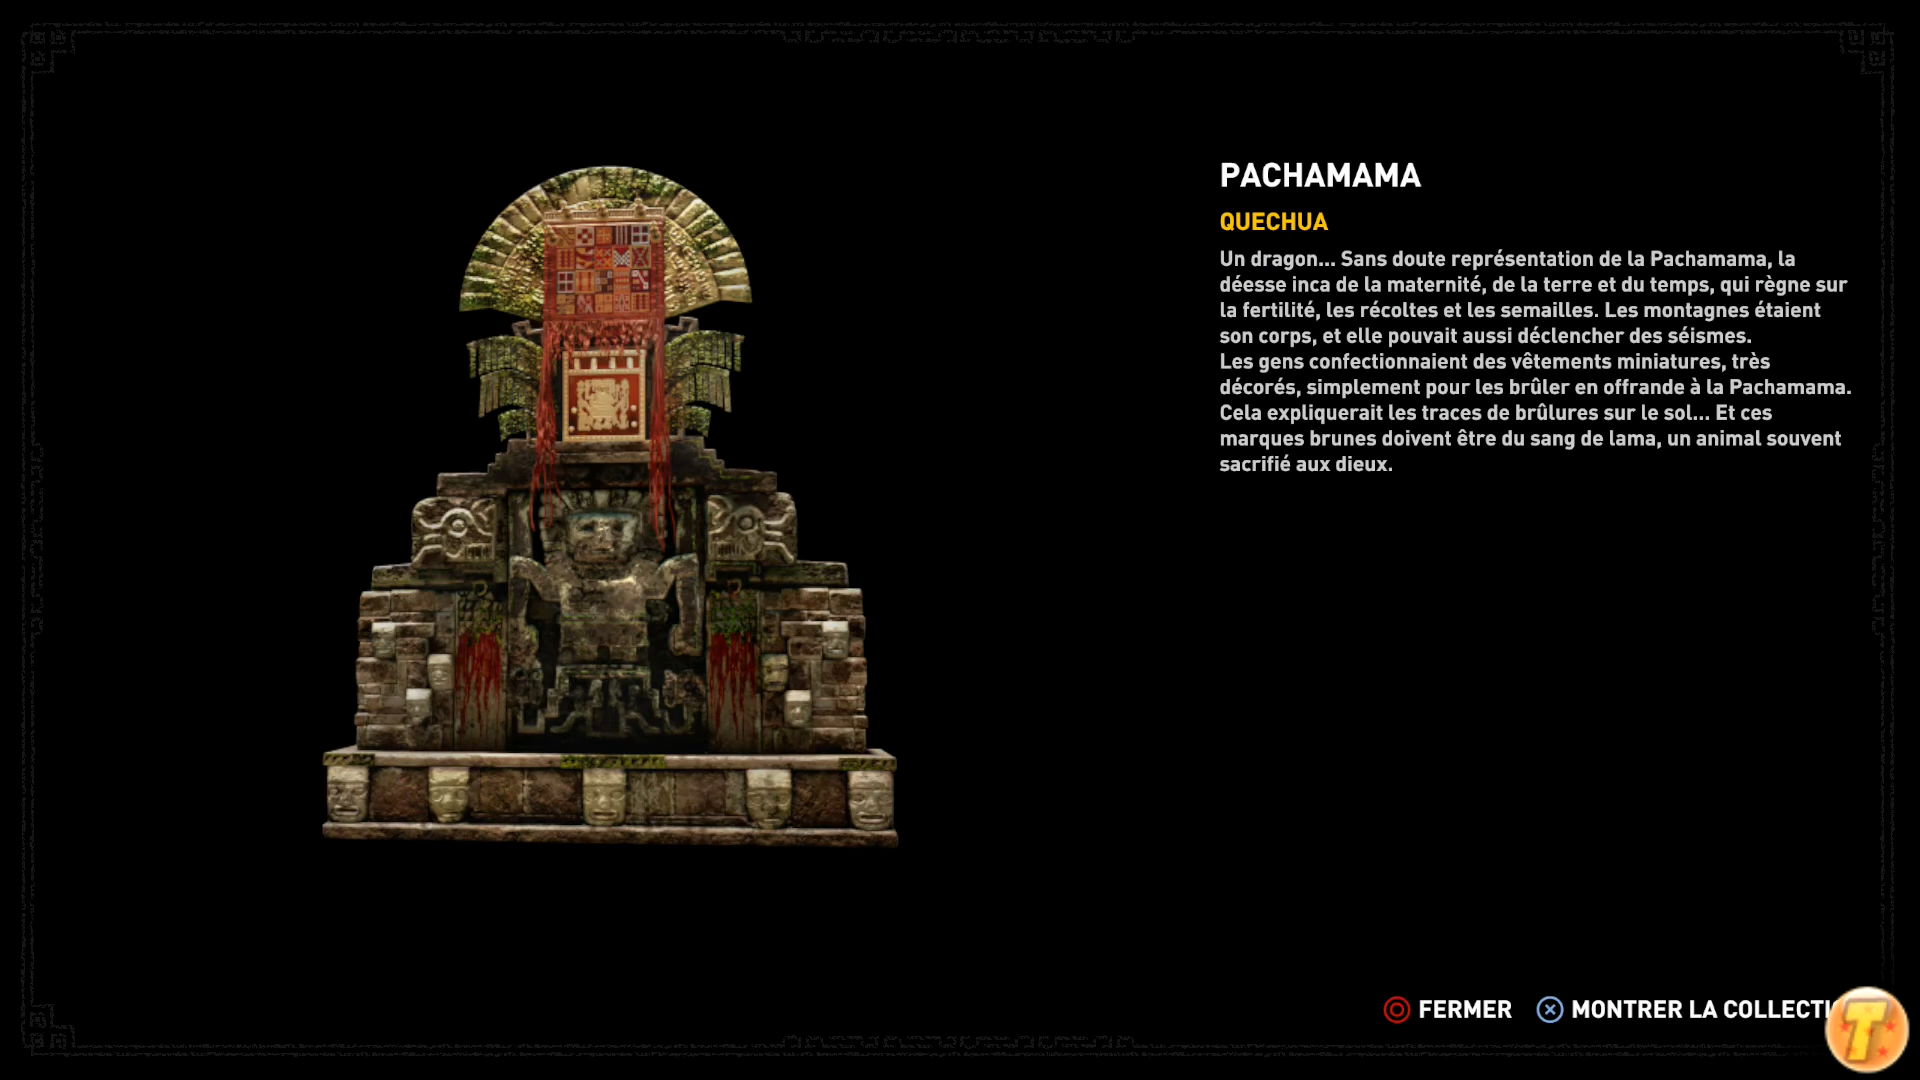 PACHAMAMA
QUECHUA
Un dragon... Sans doute représentation de la Pachamama, la
déesse inca de la maternité, de la terre et du temps, qui règne sur
la fertilité, les récoltes et les semailles. Les montagnes étaient
son corps, et elle pouvait aussi déclencher des séismes.
Les gens confectionnaient des vêtements miniatures, très
décorés, simplement pour les brûler en offrande à la Pachamama.
Cela expliquerait les traces de brûlures sur le sol... Et ces
marques brunes doivent être du sang de lama, un animal souvent
sacrifié aux dieux.
FERMER MONTRER LA COLLECTI
T